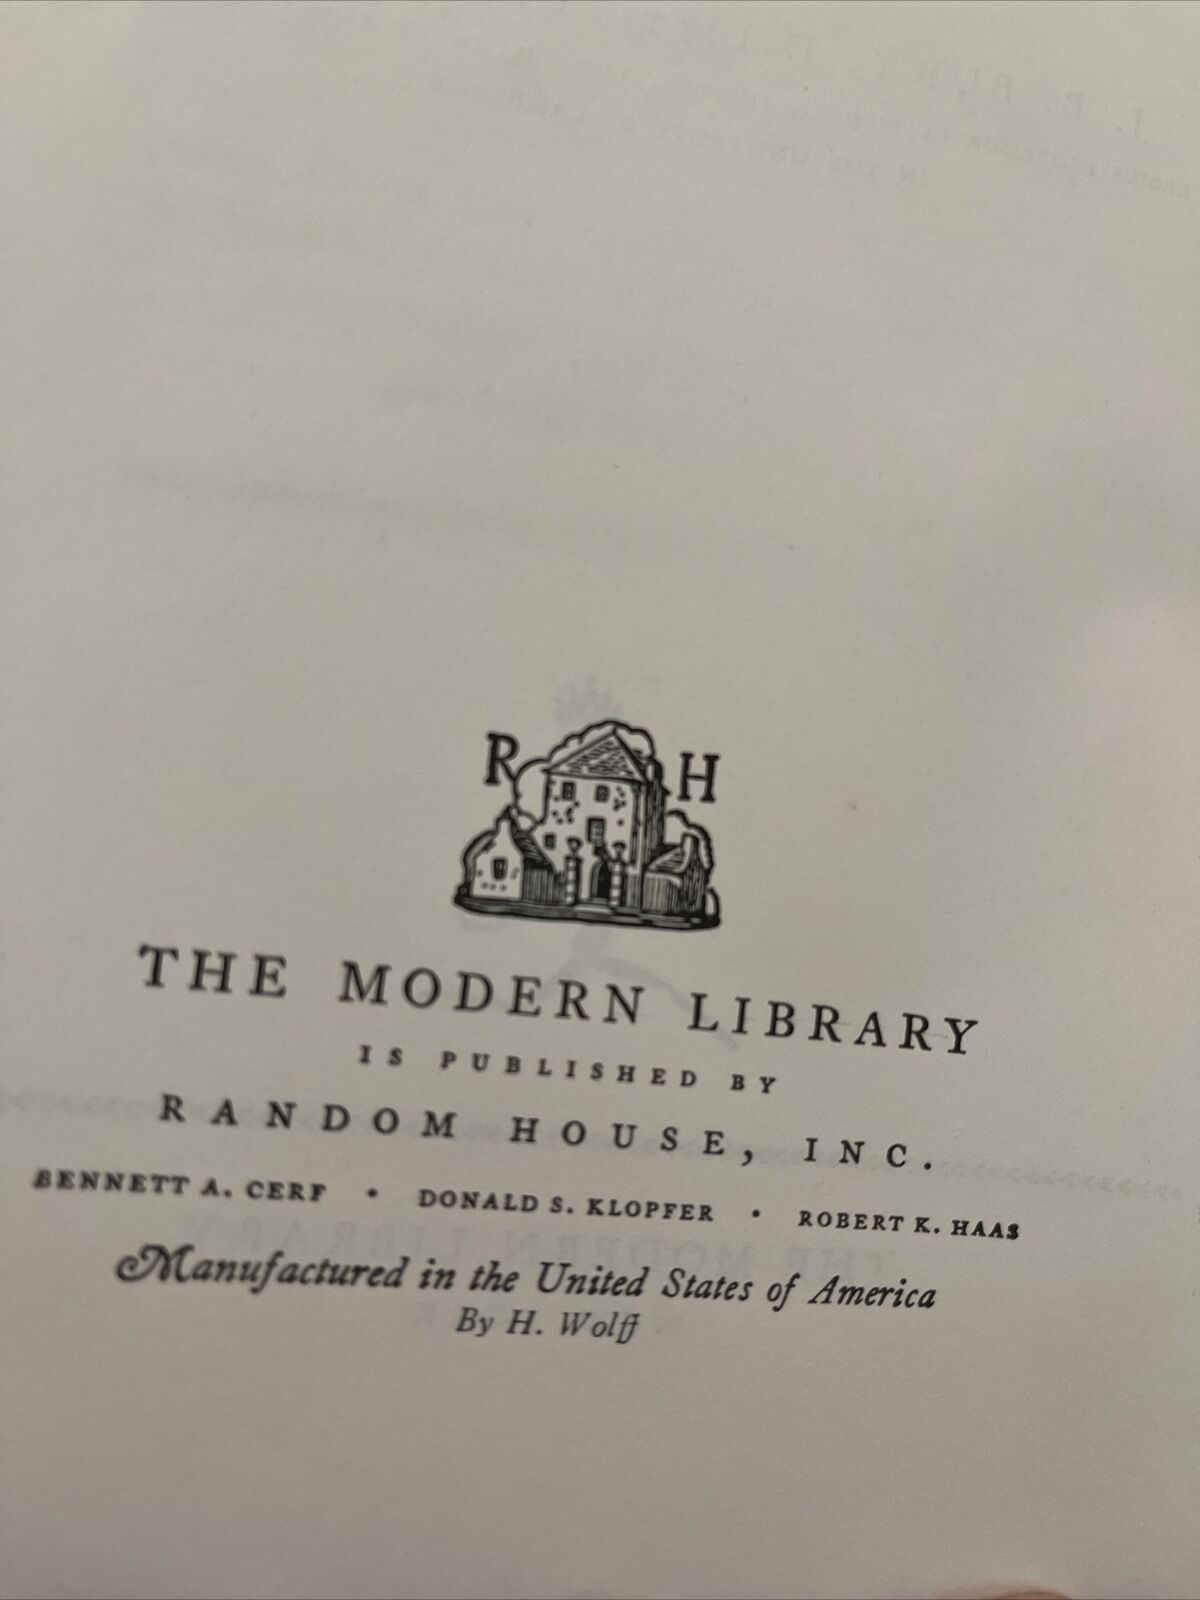 J. B. BURY
R H
THE MODERN LIBRARY
IS PUBLISHED BY
RANDOM HOUSE, INC.
BENNETT A. CERF • DONALD S. KLOPFER • ROBERT K. HAAS
Manufactured in the United States of America
By H. Wolff